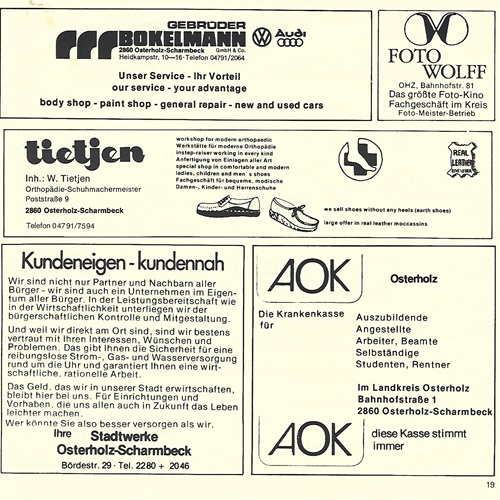 GEBRÜDER
BOKELMANN
GmbH & Co.
2860 Osterholz-Scharmbeck
Heidkampstr. 10—16 · Telefon 04791/2064
Audi
Unser Service - Ihr Vorteil
our service - your advantage
body shop - paint shop - general repair - new and used cars
FOTO
WOLFF
OHZ, Bahnhofstr. 81
Das größte Foto-Kino
Fachgeschäft im Kreis
Foto-Meister-Betrieb
tietjen
Inh.: W. Tietjen
Orthopädie-Schuhmachermeister
Poststraße 9
2860 Osterholz-Scharmbeck
Telefon 04791/7594
workshop for modern orthopaedic
Werkstätte für moderne Orthopädie
instep-raiser working in every kind
Anfertigung von Einlagen aller Art
special shop in comfortable and modern
ladies, children and men's shoes
Fachgeschäft für bequeme, modische
Damen-, Kinder- und Herrenschuhe
REAL
LEATHER
ECHT LEDER
we sell shoes without any heels (earth shoes)
large offer in real leather moccassins
Kundeneigen - kundennah
Wir sind nicht nur Partner und Nachbarn aller
Bürger - wir sind auch ein Unternehmen im Eigen-
tum aller Bürger. In der Leistungsbereitschaft wie
in der Wirtschaftlichkeit unterliegen wir der
bürgerschaftlichen Kontrolle und Mitgestaltung.
Und weil wir direkt am Ort sind, sind wir bestens
vertraut mit Ihren Interessen, Wünschen und
Problemen. Das gibt Ihnen die Sicherheit für eine
reibungslose Strom-, Gas- und Wasserversorgung
rund um die Uhr und garantiert Ihnen eine wirt-
schaftliche, rationelle Arbeit.
Das Geld, das wir in unserer Stadt erwirtschaften,
bleibt hier bei uns. Für Einrichtungen und
Vorhaben, die uns allen auch in Zukunft das Leben
leichter machen.
Wer könnte Sie also besser versorgen als wir.
Ihre Stadtwerke
Osterholz-Scharmbeck
Bördestr. 29 · Tel. 2280 + 2046
AOK
Osterholz
Die Krankenkasse
für
Auszubildende
Angestellte
Arbeiter, Beamte
Selbständige
Studenten, Rentner
Im Landkreis Osterholz
Bahnhofstraße 1
2860 Osterholz-Scharmbeck
AOK
diese Kasse stimmt
immer
19